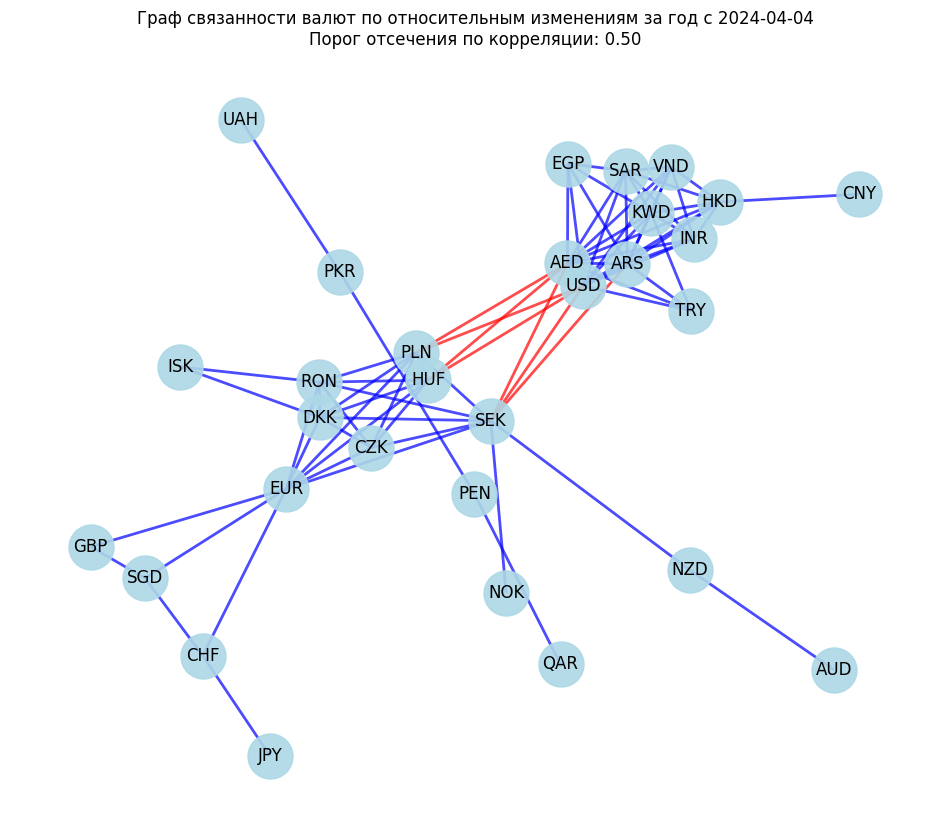 Граф связанности валют по относительным изменениям за год с 2024-04-04
Порог отсечения по корреляции: 0.50
UAH
EGP
SAR
VND
CNY
HKD
KWD
INR
AED
ARS
PKR
USD
TRY
PLN
ISK
RON
HUF
DKK
SEK
CZK
EUR
PEN
GBP
NZD
SGD
NOK
CHF
QAR
AUD
JPY